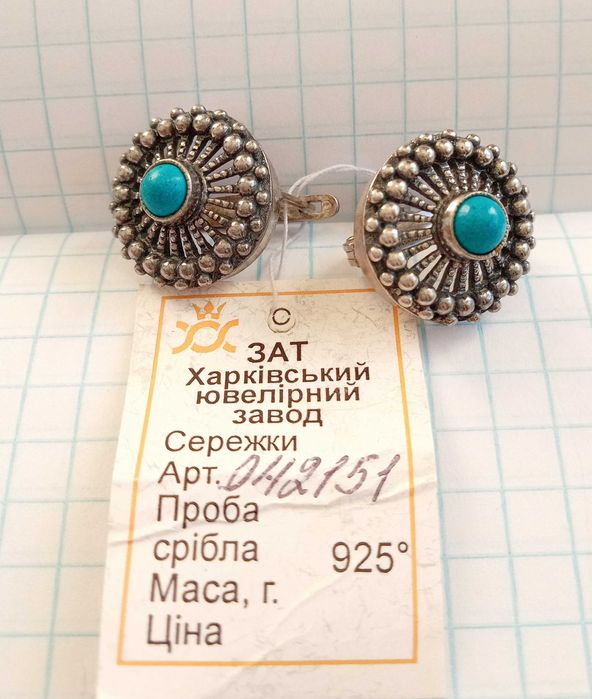 ЗАТ
Харківський
ювелірний
завод
Сережки
Арт. 042151
Проба
срібла 925°
Маса, г.
Ціна